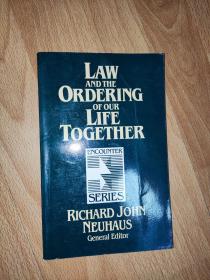 LAW
AND THE
ORDERING
OF OUR
LIFE
TOGETHER
ENCOUNTER
SERIES
RICHARD JOHN
NEUHAUS
General Editor